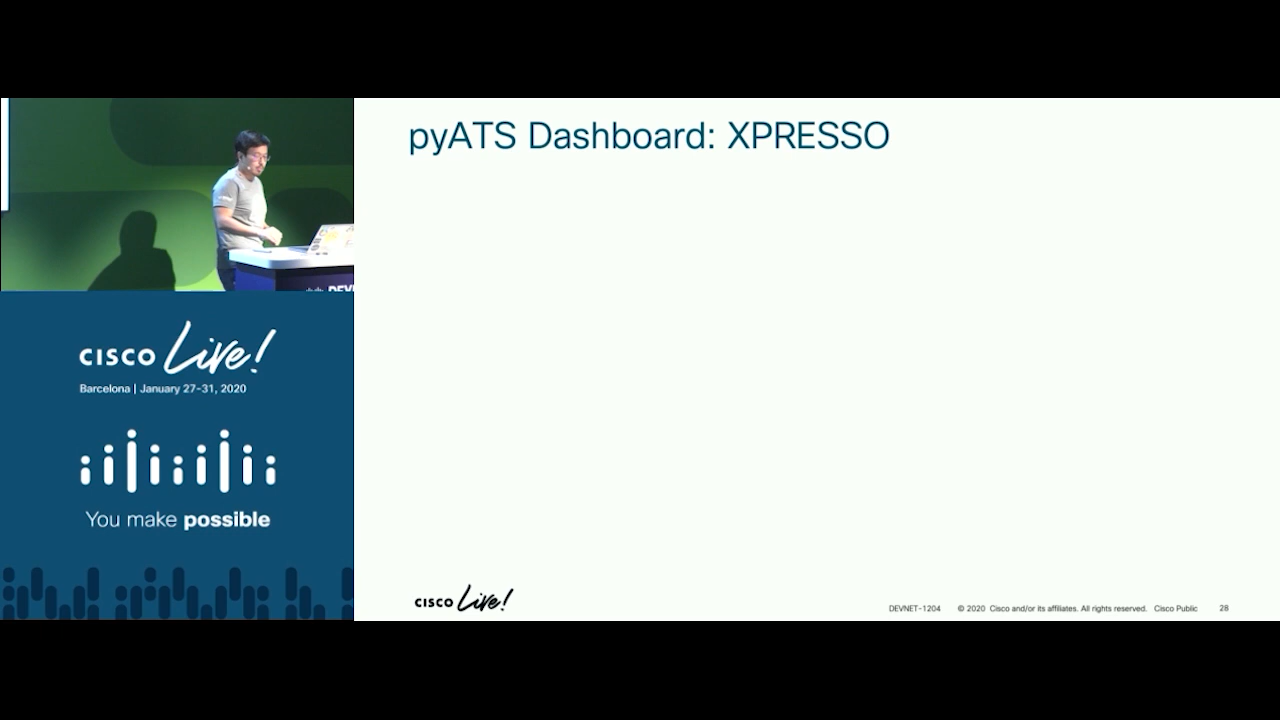 pyATS Dashboard: XPRESSO
CISCO Live!
Barcelona | January 27-31, 2020
You make possible
CISCO Live!
DEVNET-1204 © 2020 Cisco and/or its affiliates. All rights reserved. Cisco Public 28